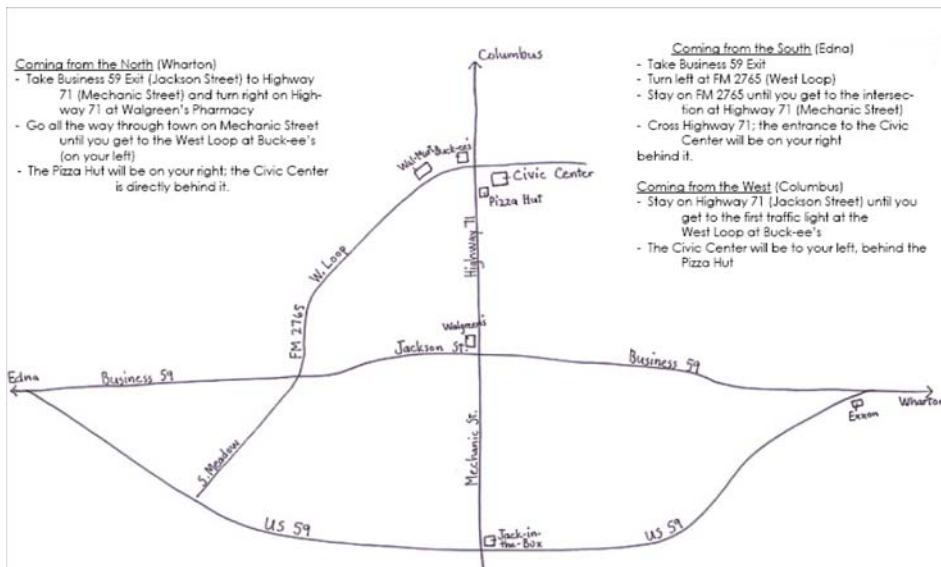 Coming from the North (Wharton)
- Take Business 59 Exit (Jackson Street) to Highway
71 (Mechanic Street) and turn right on High-
way 71 at Walgreen's Pharmacy
- Go all the way through town on Mechanic Street
until you get to the West Loop at Buck-ee's
(on your left)
- The Pizza Hut will be on your right; the Civic Center
is directly behind it.
Coming from the South (Edna)
- Take Business 59 Exit
- Turn left at FM 2765 (West Loop)
- Stay on FM 2765 until you get to the intersec-
tion at Highway 71 (Mechanic Street)
- Cross Highway 71; the entrance to the Civic
Center will be on your right
behind it.
Coming from the West (Columbus)
- Stay on Highway 71 (Jackson Street) until you
get to the first traffic light at the
West Loop at Buck-ee's
- The Civic Center will be to your left, behind the
Pizza Hut
Columbus
Wal-Mart
Buck-ees
Civic Center
Pizza Hut
Highway 71
W. Loop
FM 2765
Walgreens
Jackson St.
Business 59
Business 59
Edna
Wharton
Exxon
Mechanic St.
S. Meadow
US 59
US 59
Jack-in-
the-Box